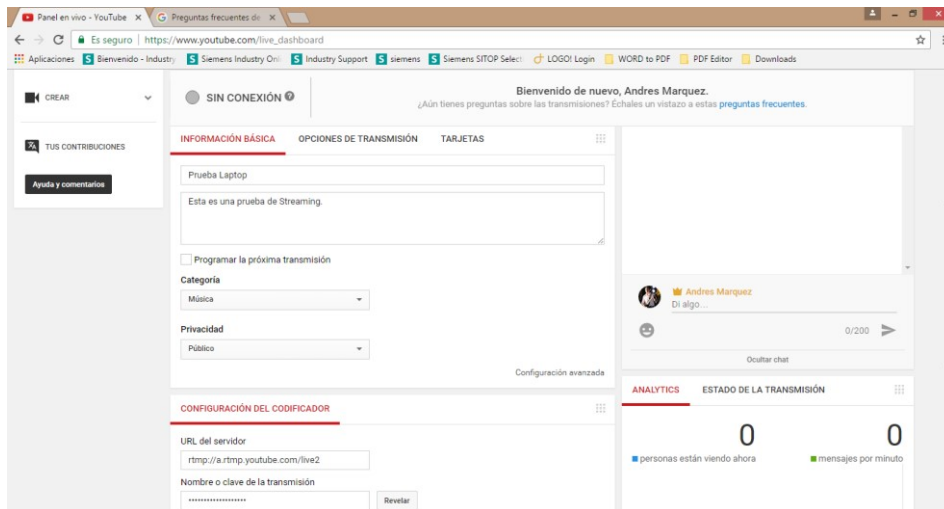 Panel en vivo - YouTube
Preguntas frecuentes de
Es seguro | https://www.youtube.com/live_dashboard
Aplicaciones Bienvenido - Industry Siemens Industry Onli Industry Support siemens Siemens SITOP Select LOGO! Login WORD to PDF PDF Editor Downloads
CREAR
TUS CONTRIBUCIONES
Ayuda y comentarios
SIN CONEXIÓN
Bienvenido de nuevo, Andres Marquez.
¿Aún tienes preguntas sobre las transmisiones? Échales un vistazo a estas preguntas frecuentes.
INFORMACIÓN BÁSICA OPCIONES DE TRANSMISIÓN TARJETAS
Prueba Laptop
Esta es una prueba de Streaming.
Programar la próxima transmisión
Categoría
Música
Privacidad
Público
Configuración avanzada
CONFIGURACIÓN DEL CODIFICADOR
URL del servidor
rtmp://a.rtmp.youtube.com/live2
Nombre o clave de la transmisión
•••••••••••••••••••
Revelar
Andres Marquez
Di algo...
0/200
Ocultar chat
ANALYTICS ESTADO DE LA TRANSMISIÓN
0 0
personas están viendo ahora mensajes por minuto